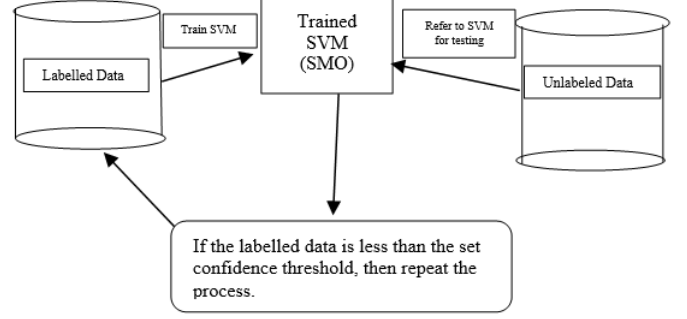 Train SVM
Trained
SVM
(SMO)
Refer to SVM
for testing
Labelled Data
Unlabeled Data
If the labelled data is less than the set
confidence threshold, then repeat the
process.